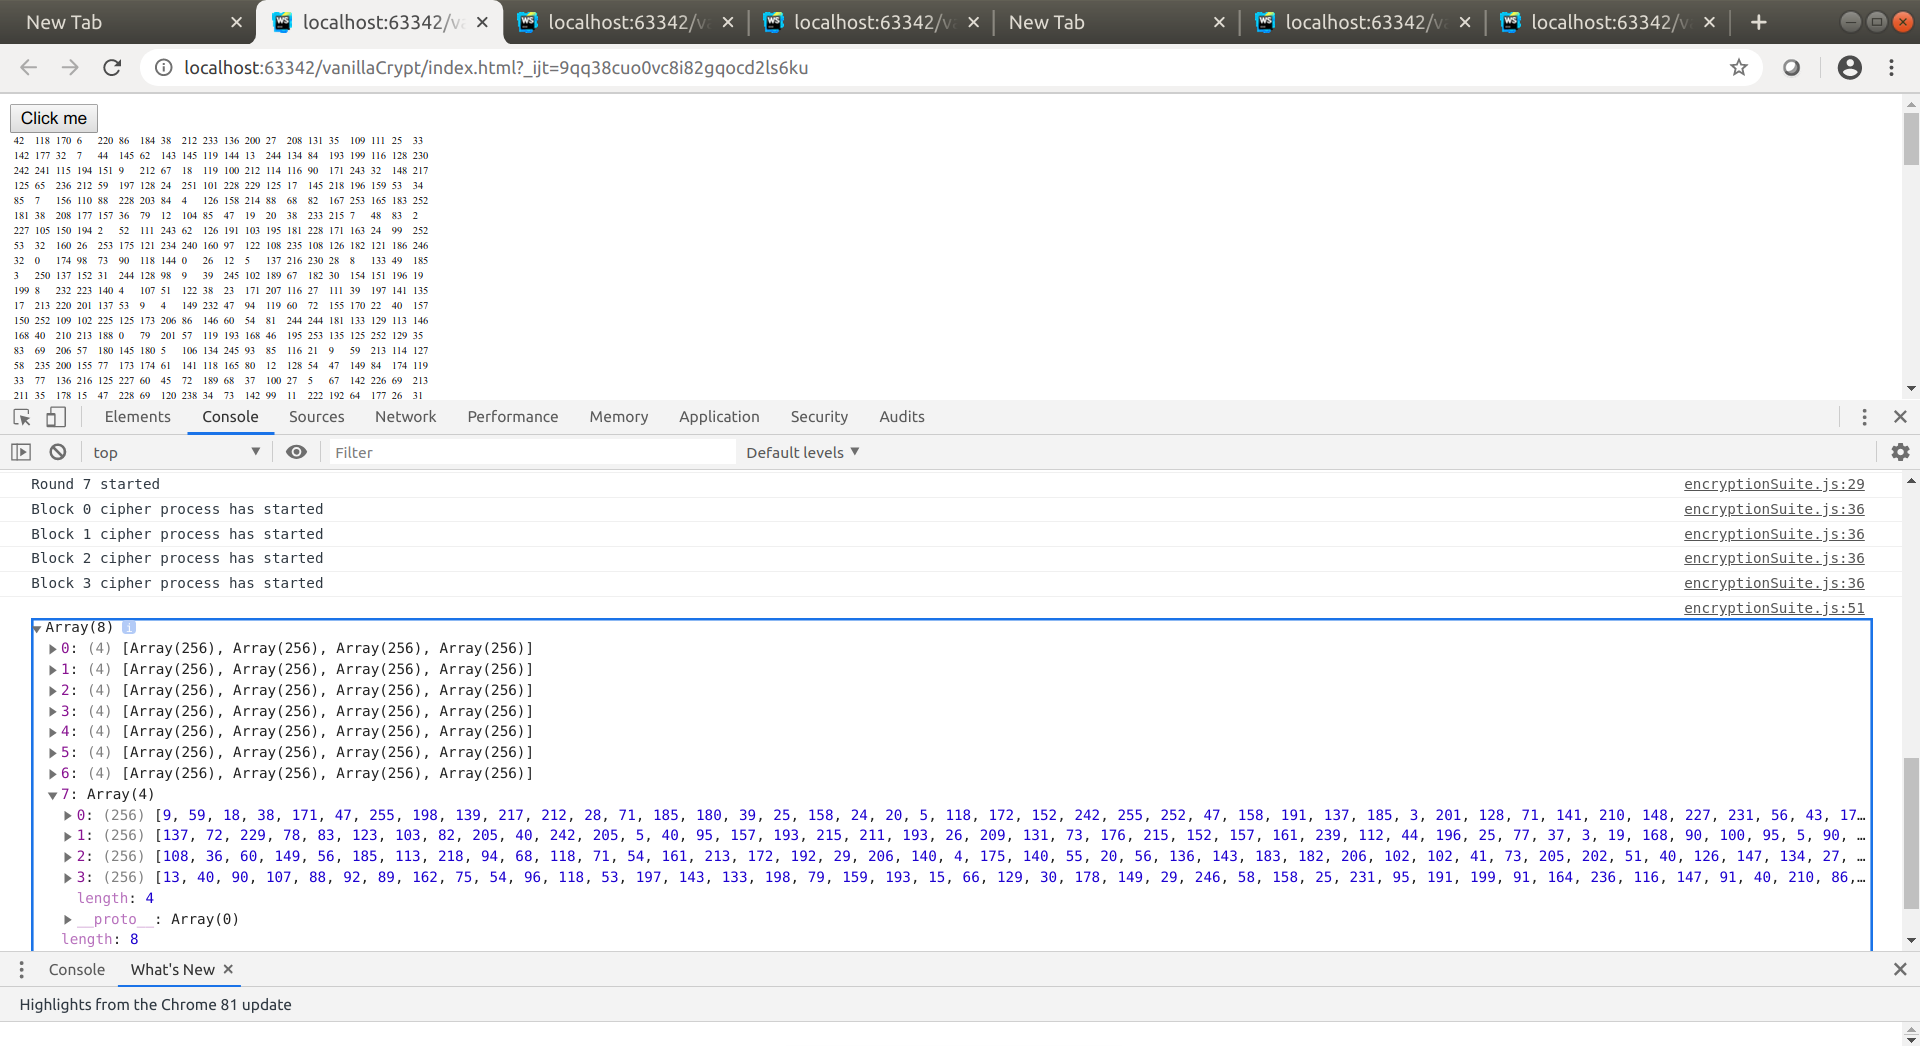 New Tab localhost:63342/va localhost:63342/va localhost:63342/va New Tab localhost:63342/va localhost:63342/va
localhost:63342/vanillaCrypt/index.html?_ijt=9qq38cuo0vc8i82gqocd2ls6ku
Click me
42 118 170 6 220 86 184 38 212 233 136 200 27 208 131 35 109 111 25 33
142 177 32 7 44 145 62 143 145 119 144 13 244 134 84 193 199 116 128 230
242 241 115 194 151 9 212 67 18 119 100 212 114 116 90 171 243 32 148 217
125 65 236 212 59 197 128 24 251 101 228 229 125 17 145 218 196 159 53 34
85 7 156 110 88 228 203 84 4 126 158 214 88 68 82 167 253 165 183 252
181 38 208 177 157 36 79 12 104 85 47 19 20 38 233 215 7 48 83 2
227 105 150 194 2 52 111 243 62 126 191 103 195 181 228 171 163 24 99 252
53 32 160 26 253 175 121 234 240 160 97 122 108 235 108 126 182 121 186 246
32 0 174 98 73 90 118 144 0 26 12 5 137 216 230 28 8 133 49 185
3 250 137 152 31 244 128 98 9 39 245 102 189 67 182 30 154 151 196 19
199 8 232 223 140 4 107 51 122 38 23 171 207 116 27 111 39 197 141 135
17 213 220 201 137 53 9 4 149 232 47 94 119 60 72 155 170 22 40 157
150 252 109 102 225 125 173 206 86 146 60 54 81 244 244 181 133 129 113 146
168 40 210 213 188 0 79 201 57 119 193 168 46 195 253 135 125 252 129 35
83 69 206 57 180 145 180 5 106 134 245 93 85 116 21 9 59 213 114 127
58 235 200 155 77 173 174 61 141 118 165 80 12 128 54 47 149 84 174 119
33 77 136 216 125 227 60 45 72 189 68 37 100 27 5 67 142 226 69 213
211 35 178 15 47 228 69 120 238 34 73 142 99 11 222 192 64 177 26 31
Elements Console Sources Network Performance Memory Application Security Audits
top Filter Default levels
Round 7 started encryptionSuite.js:29
Block 0 cipher process has started encryptionSuite.js:36
Block 1 cipher process has started encryptionSuite.js:36
Block 2 cipher process has started encryptionSuite.js:36
Block 3 cipher process has started encryptionSuite.js:36
encryptionSuite.js:51
Array(8) i
0: (4) [Array(256), Array(256), Array(256), Array(256)]
1: (4) [Array(256), Array(256), Array(256), Array(256)]
2: (4) [Array(256), Array(256), Array(256), Array(256)]
3: (4) [Array(256), Array(256), Array(256), Array(256)]
4: (4) [Array(256), Array(256), Array(256), Array(256)]
5: (4) [Array(256), Array(256), Array(256), Array(256)]
6: (4) [Array(256), Array(256), Array(256), Array(256)]
7: Array(4)
0: (256) [9, 59, 18, 38, 171, 47, 255, 198, 139, 217, 212, 28, 71, 185, 180, 39, 25, 158, 24, 20, 5, 118, 172, 152, 242, 255, 252, 47, 158, 191, 137, 185, 3, 201, 128, 71, 141, 210, 148, 227, 231, 56, 43, 17…
1: (256) [137, 72, 229, 78, 83, 123, 103, 82, 205, 40, 242, 205, 5, 40, 95, 157, 193, 215, 211, 193, 26, 209, 131, 73, 176, 215, 152, 157, 161, 239, 112, 44, 196, 25, 77, 37, 3, 19, 168, 90, 100, 95, 5, 90, …
2: (256) [108, 36, 60, 149, 56, 185, 113, 218, 94, 68, 118, 71, 54, 161, 213, 172, 192, 29, 206, 140, 4, 175, 140, 55, 20, 56, 136, 143, 183, 182, 206, 102, 102, 41, 73, 205, 202, 51, 40, 126, 147, 134, 27, …
3: (256) [13, 40, 90, 107, 88, 92, 89, 162, 75, 54, 96, 118, 53, 197, 143, 133, 198, 79, 159, 193, 15, 66, 129, 30, 178, 149, 29, 246, 58, 158, 25, 231, 95, 191, 199, 91, 164, 236, 116, 147, 91, 40, 210, 86,…
length: 4
__proto__: Array(0)
length: 8
Console What's New
Highlights from the Chrome 81 update